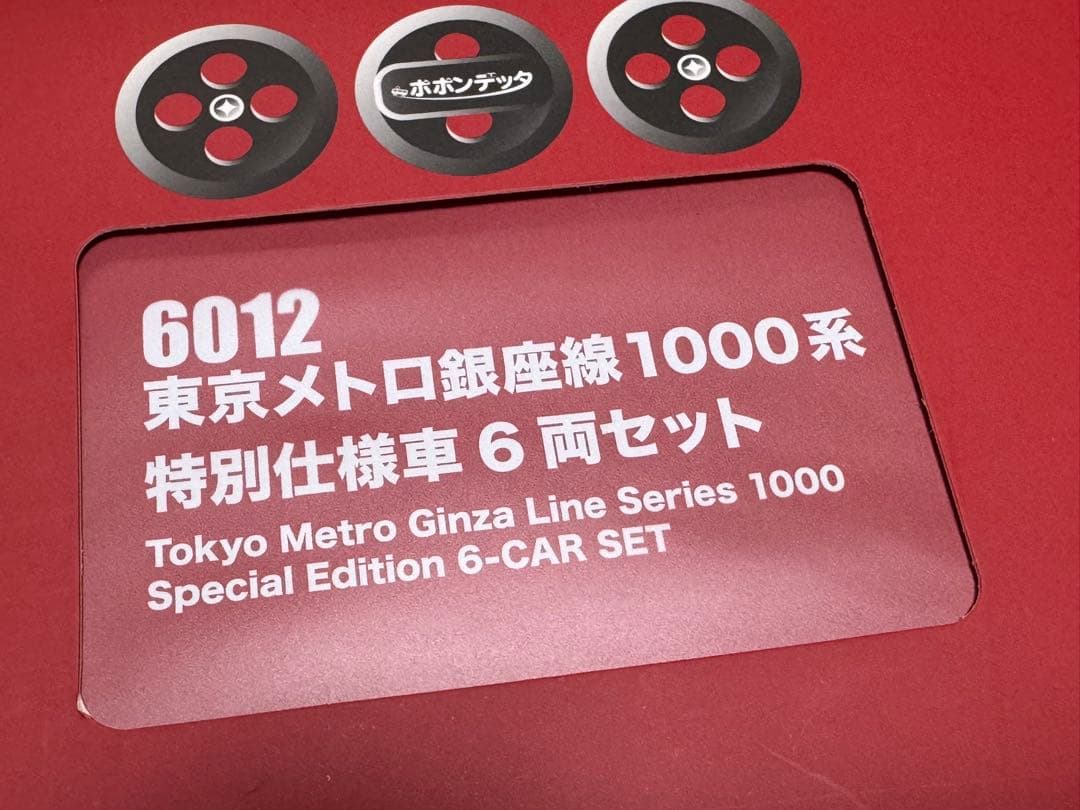 ポポンデッタ
6012
東京メトロ銀座線1000系
特別仕様車6両セット
Tokyo Metro Ginza Line Series 1000
Special Edition 6-CAR SET